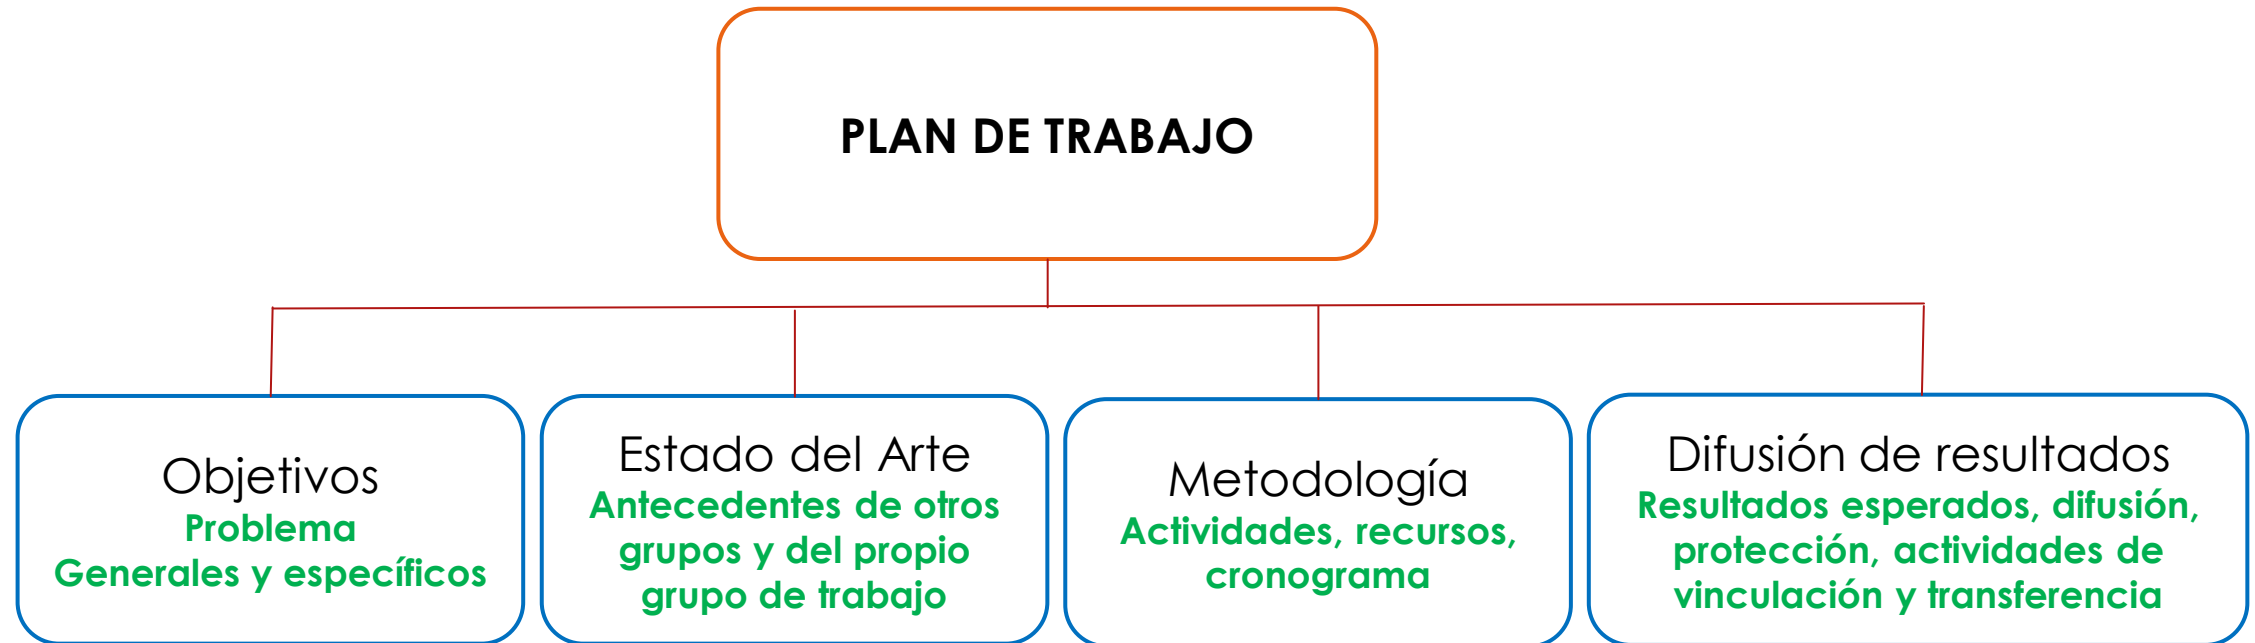 PLAN DE TRABAJO
Objetivos
Problema
Generales y específicos
Estado del Arte
Antecedentes de otros
grupos y del propio
grupo de trabajo
Metodología
Actividades, recursos,
cronograma
Difusión de resultados
Resultados esperados, difusión,
protección, actividades de
vinculación y transferencia